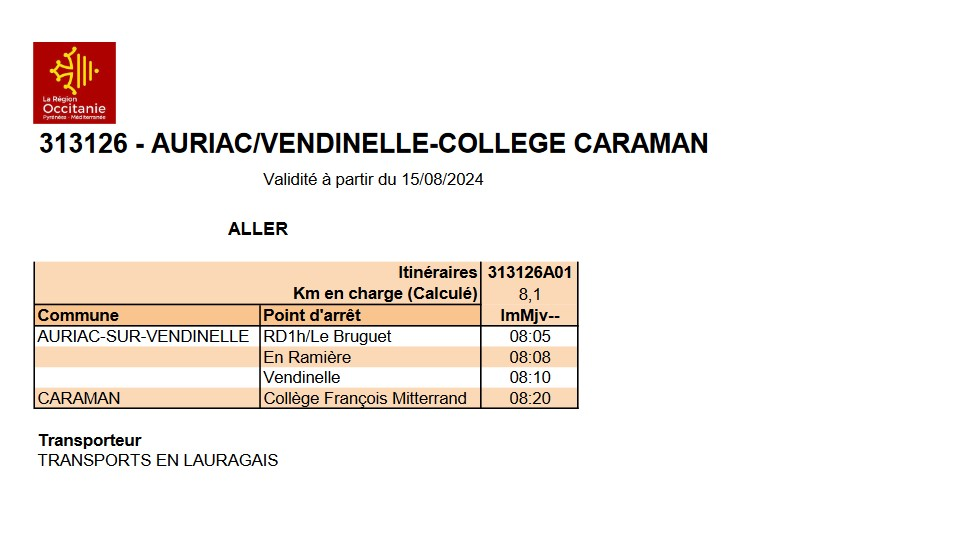 La Région
Occitanie
Pyrénées - Méditerranée
313126 - AURIAC/VENDINELLE-COLLEGE CARAMAN
Validité à partir du 15/08/2024
ALLER
Itinéraires 313126A01
Km en charge (Calculé) 8,1
Commune Point d'arrêt lmMjv--
AURIAC-SUR-VENDINELLE RD1h/Le Bruguet 08:05
En Ramière 08:08
Vendinelle 08:10
CARAMAN Collège François Mitterrand 08:20
Transporteur
TRANSPORTS EN LAURAGAIS